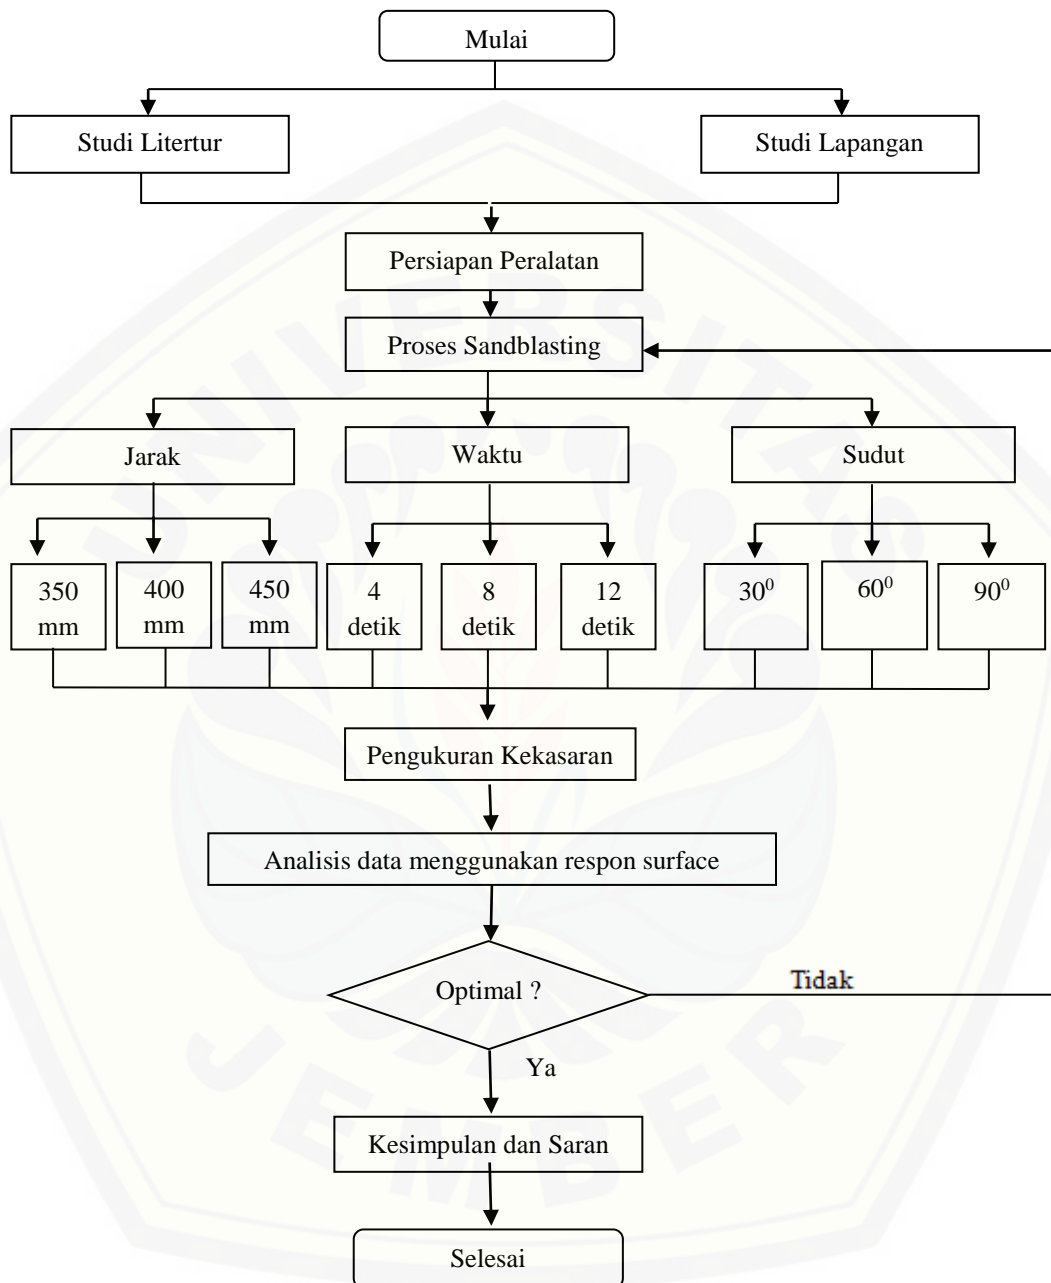 Mulai
Studi Litertur
Studi Lapangan
Persiapan Peralatan
Proses Sandblasting
Jarak
Waktu
Sudut
350
mm
400
mm
450
mm
4
detik
8
detik
12
detik
30⁰
60⁰
90⁰
Pengukuran Kekasaran
Analisis data menggunakan respon surface
Optimal ?
Tidak
Ya
Kesimpulan dan Saran
Selesai
UNIVERSITAS
JEMBER